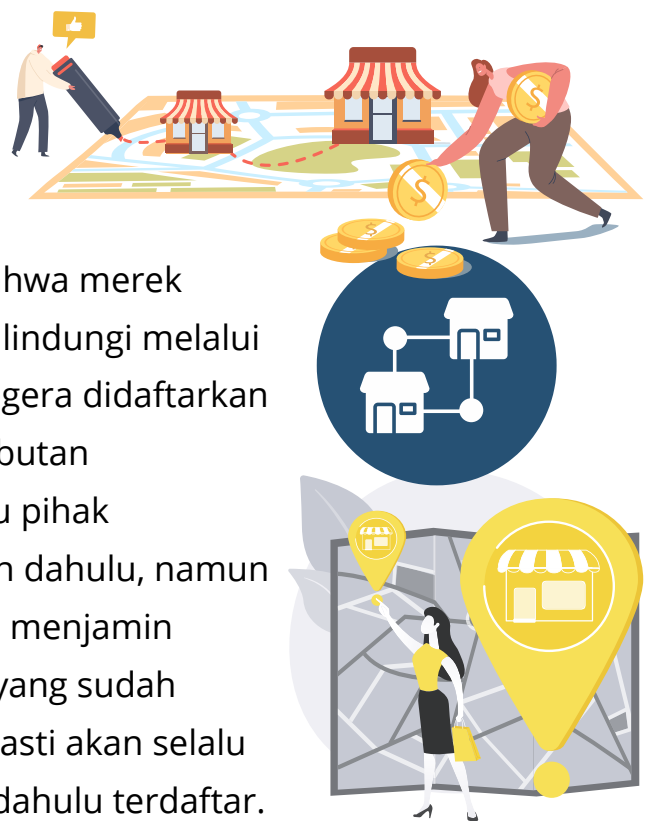 hwa merek
lindungi melalui
gera didaftarkan
butan
u pihak
n dahulu, namun
menjamin
yang sudah
asti akan selalu
dahulu terdaftar.